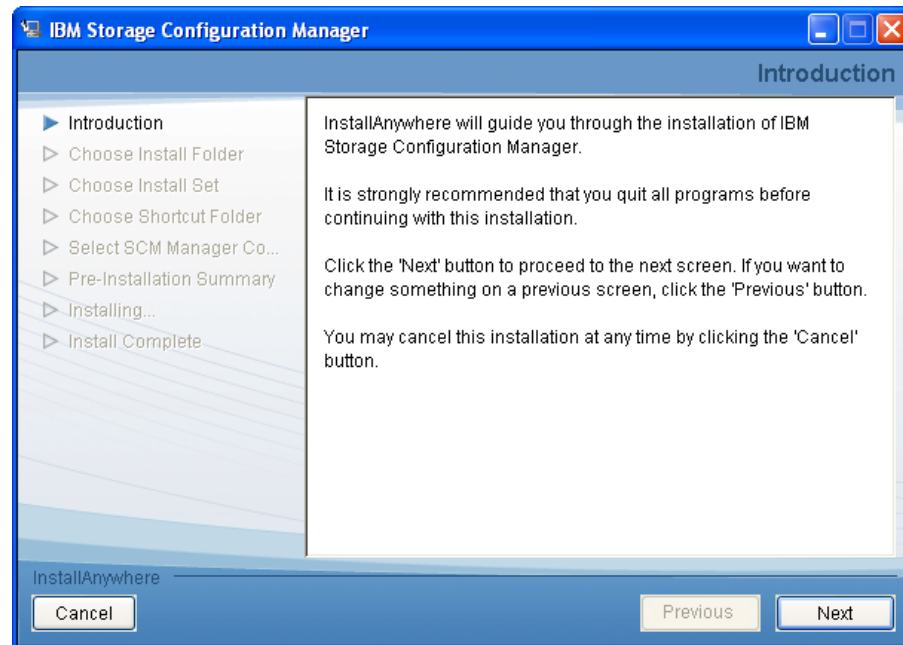 IBM Storage Configuration Manager
Introduction
Introduction
Choose Install Folder
Choose Install Set
Choose Shortcut Folder
Select SCM Manager Co...
Pre-Installation Summary
Installing...
Install Complete
InstallAnywhere will guide you through the installation of IBM
Storage Configuration Manager.
It is strongly recommended that you quit all programs before
continuing with this installation.
Click the 'Next' button to proceed to the next screen. If you want to
change something on a previous screen, click the 'Previous' button.
You may cancel this installation at any time by clicking the 'Cancel'
button.
InstallAnywhere
Cancel
Previous
Next